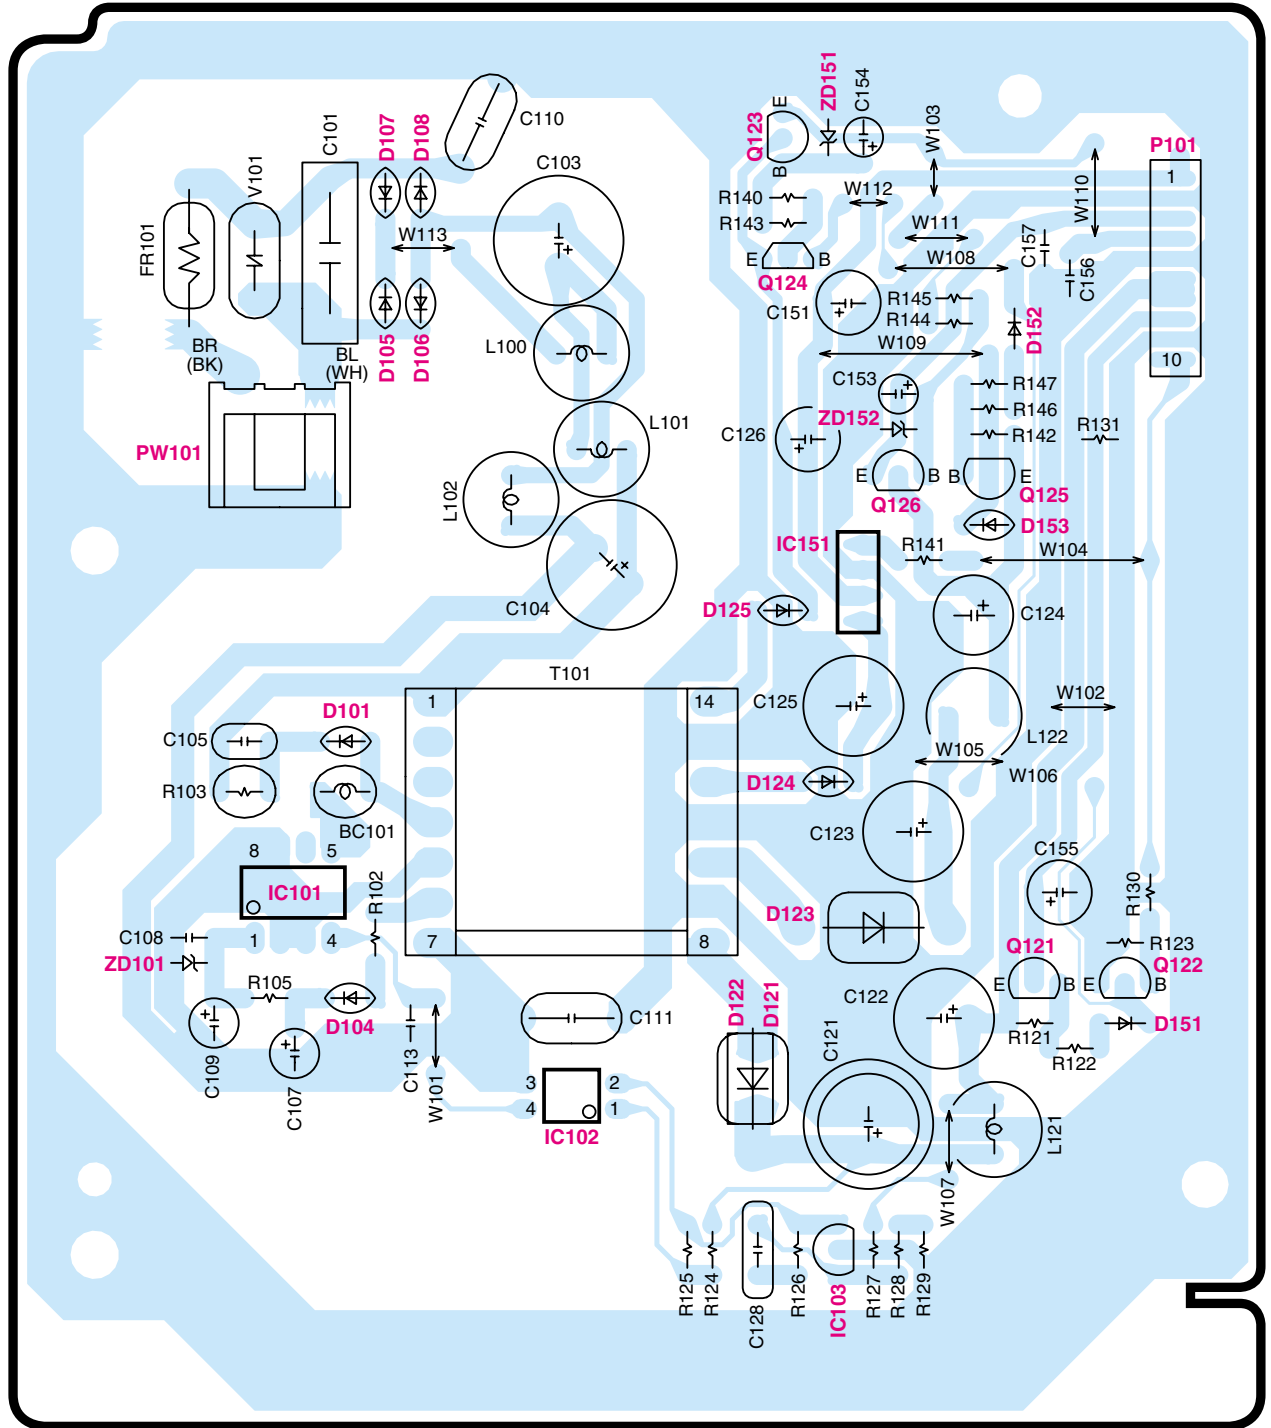 ZD151
C154
E
Q123
B
W103
P101
1
C110
C101
D107
D108
C103
V101
FR101
W113
R140
R143
W112
W110
W111
C157
W108
C156
E
B
Q124
C151
R145
R144
D152
W109
10
BR
(BK)
BL
(WH)
D105
D106
L100
C153
ZD152
R147
R146
R142
R131
PW101
L101
C126
E
B
B
E
Q126
Q125
L102
D153
IC151
R141
W104
C104
D125
C124
T101
1
14
D101
C105
C125
W102
L122
W105
W106
R103
BC101
D124
C123
8
5
C155
R102
IC101
R130
D123
C108
1
4
7
8
Q121
R123
Q122
ZD101
R105
E
B
E
B
D104
C111
D122
D121
C122
D151
R121
C109
C107
C113
W101
C121
R122
3
2
4
1
IC102
L121
W107
R125
R124
C128
R126
IC103
R127
R128
R129